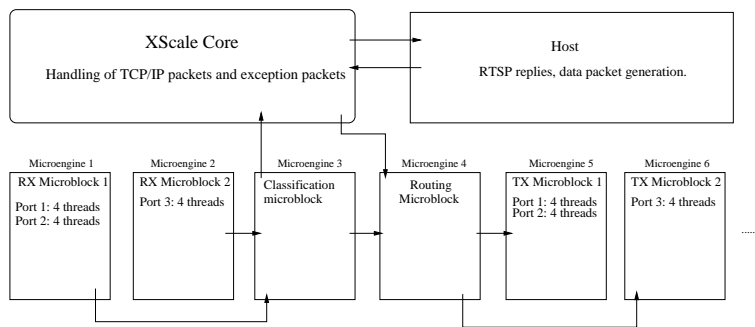 XScale Core
Handling of TCP/IP packets and exception packets
Host
RTSP replies, data packet generation.
Microengine 1
Microengine 2
Microengine 3
Microengine 4
Microengine 5
Microengine 6
RX Microblock 1
Port 1: 4 threads
Port 2: 4 threads
RX Microblock 2
Port 3: 4 threads
Classification
microblock
Routing
Microblock
TX Microblock 1
Port 1: 4 threads
Port 2: 4 threads
TX Microblock 2
Port 3: 4 threads
.....